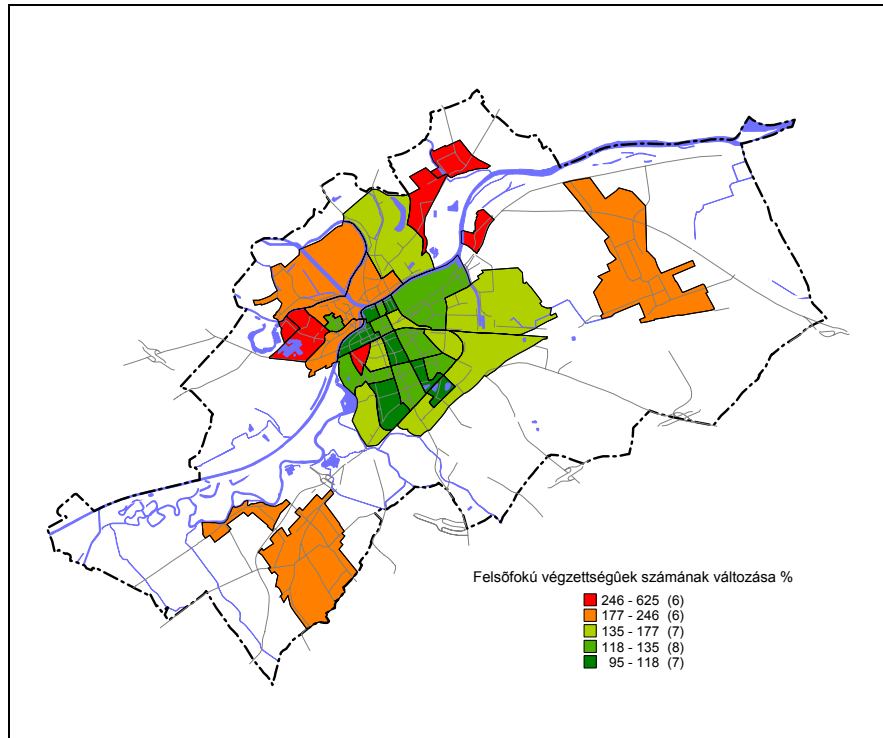 Felsõfokú végzettségûek számának változása %
246 - 625 (6)
177 - 246 (6)
135 - 177 (7)
118 - 135 (8)
95 - 118 (7)